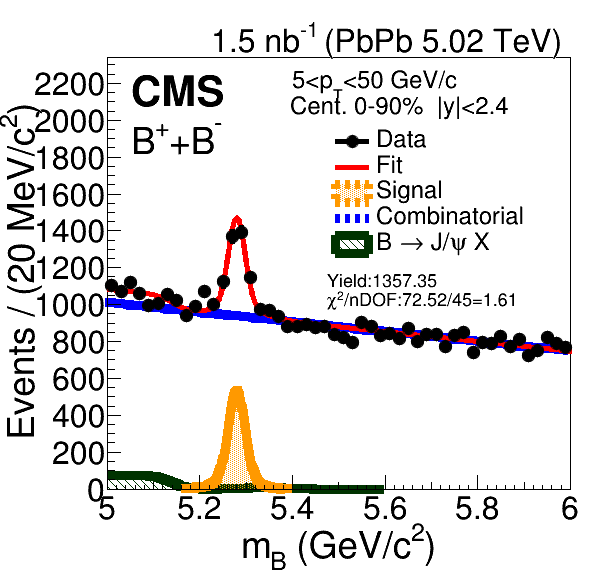 1.5 nb⁻¹ (PbPb 5.02 TeV)
CMS
B⁺+B⁻
5<p_T<50 GeV/c
Cent. 0-90% |y|<2.4
Data
Fit
Signal
Combinatorial
B → J/ψ X
Yield:1357.35
χ²/nDOF:72.52/45=1.61
Events / (20 MeV/c²)
2200
2000
1800
1600
1400
1200
1000
800
600
400
200
0
5 5.2 5.4 5.6 5.8 6
m_B (GeV/c²)